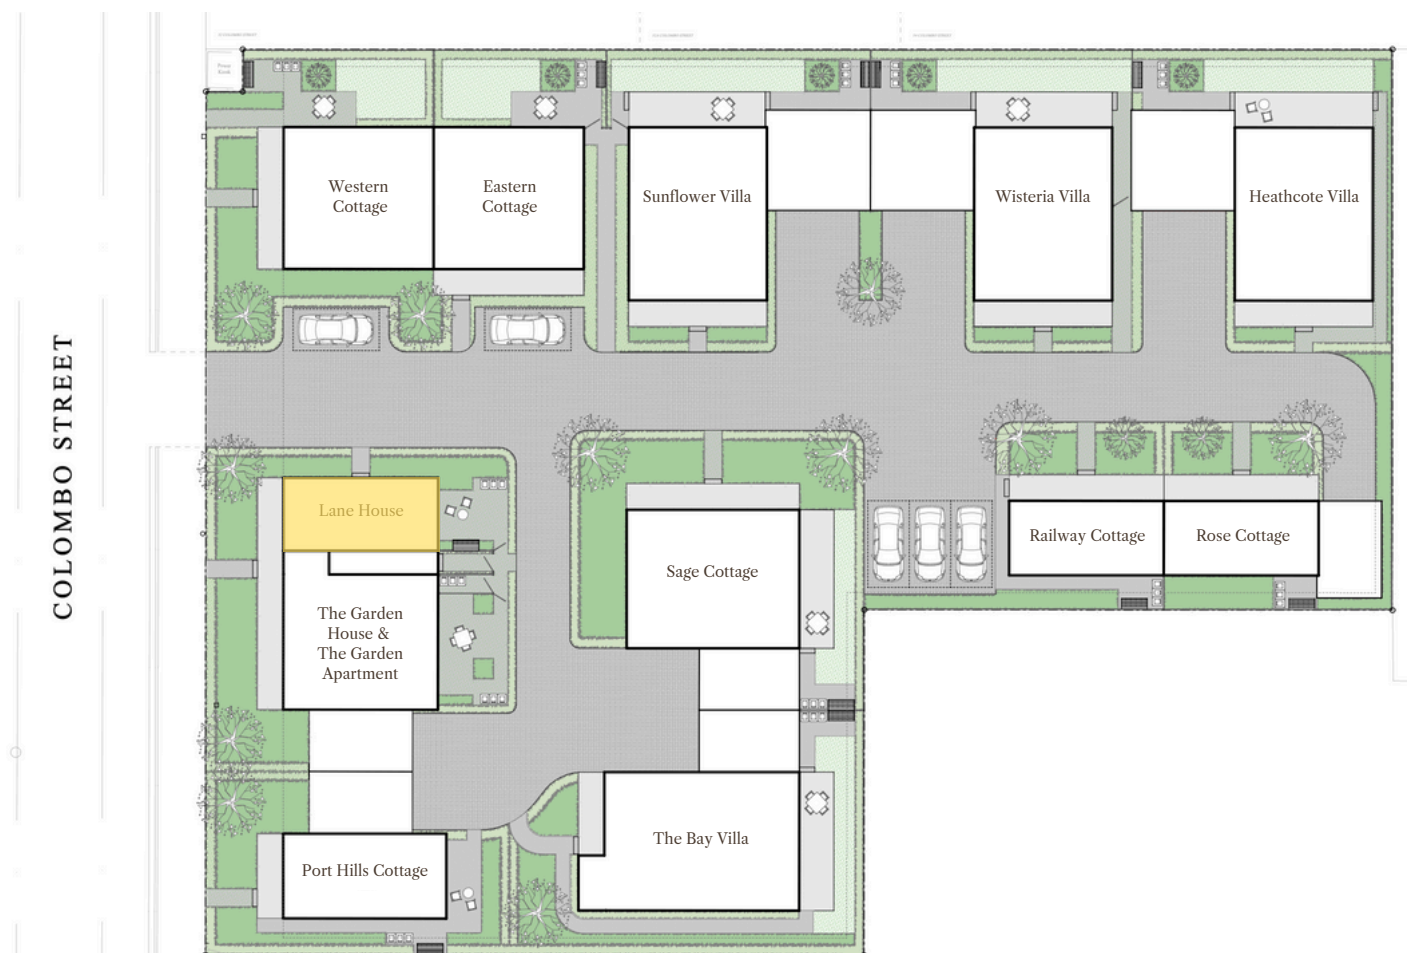 Western
Cottage
Eastern
Cottage
Sunflower Villa
Wisteria Villa
Heathcote Villa
COLOMBO STREET
Lane House
Railway Cottage
Rose Cottage
Sage Cottage
The Garden
House &
The Garden
Apartment
The Bay Villa
Port Hills Cottage